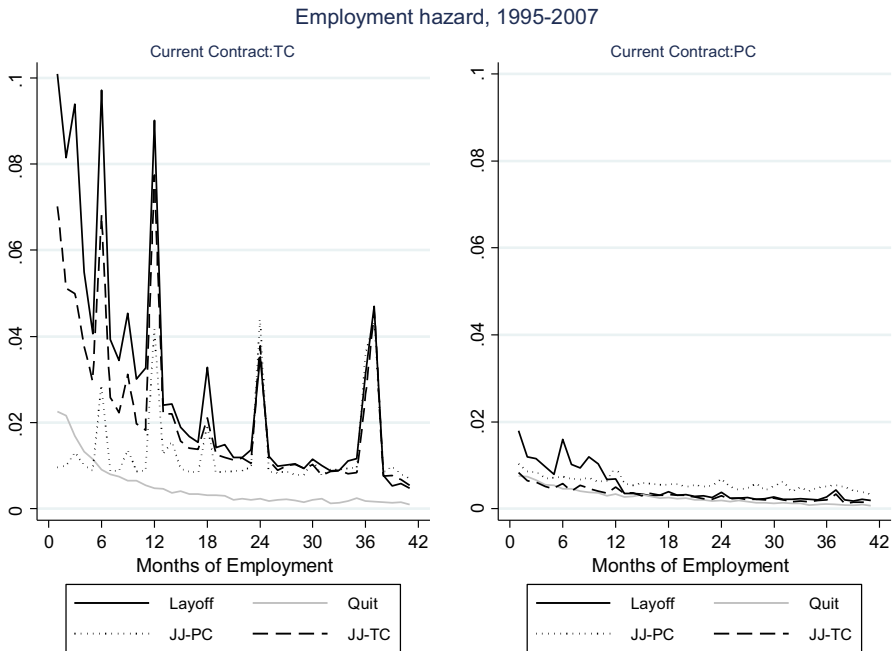 Employment hazard, 1995-2007
Current Contract:TC
.1
.08
.06
.04
.02
0
0 6 12 18 24 30 36 42
Months of Employment
Layoff Quit
JJ-PC JJ-TC
Current Contract:PC
.1
.08
.06
.04
.02
0
0 6 12 18 24 30 36 42
Months of Employment
Layoff Quit
JJ-PC JJ-TC